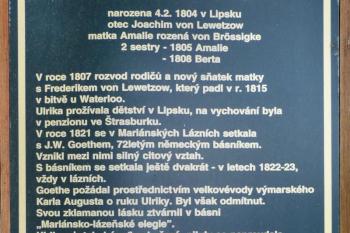 narozena 4.2. 1804 v Lipsku
otec Joachim von Lewetzow
matka Amalie rozená von Brössigke
2 sestry - 1805 Amalie
- 1808 Berta
V roce 1807 rozvod rodičů a nový sňatek matky
s Frederikem von Lewetzow, který padl v r. 1815
v bitvě u Waterloo.
Ulrika prožívala dětství v Lipsku, na vychování byla
v penzionu ve Štrasburku.
V roce 1821 se v Mariánských Lázních setkala
s J.W. Goethem, 72letým německým básníkem.
Vznikl mezi nimi silný citový vztah.
S básníkem se setkala ještě dvakrát - v letech 1822-23,
vždy v lázních.
Goethe požádal prostřednictvím velkovévody výmarského
Karla Augusta o ruku Ulriky. Byl však odmítnut.
Svou zklamanou lásku ztvárnil v básni
„Mariánsko-lázeňské elegie".